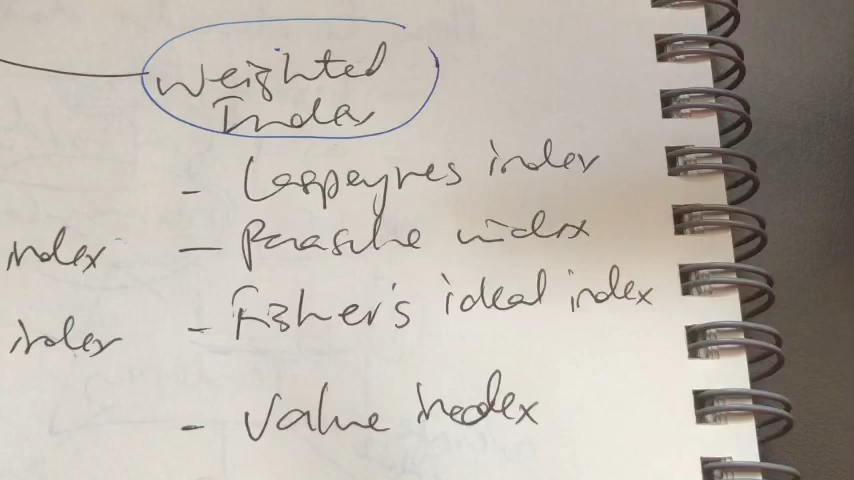 Weighted
Index
- Laspeyres index
index - Paasche index
index - Fisher's ideal index
- Value index